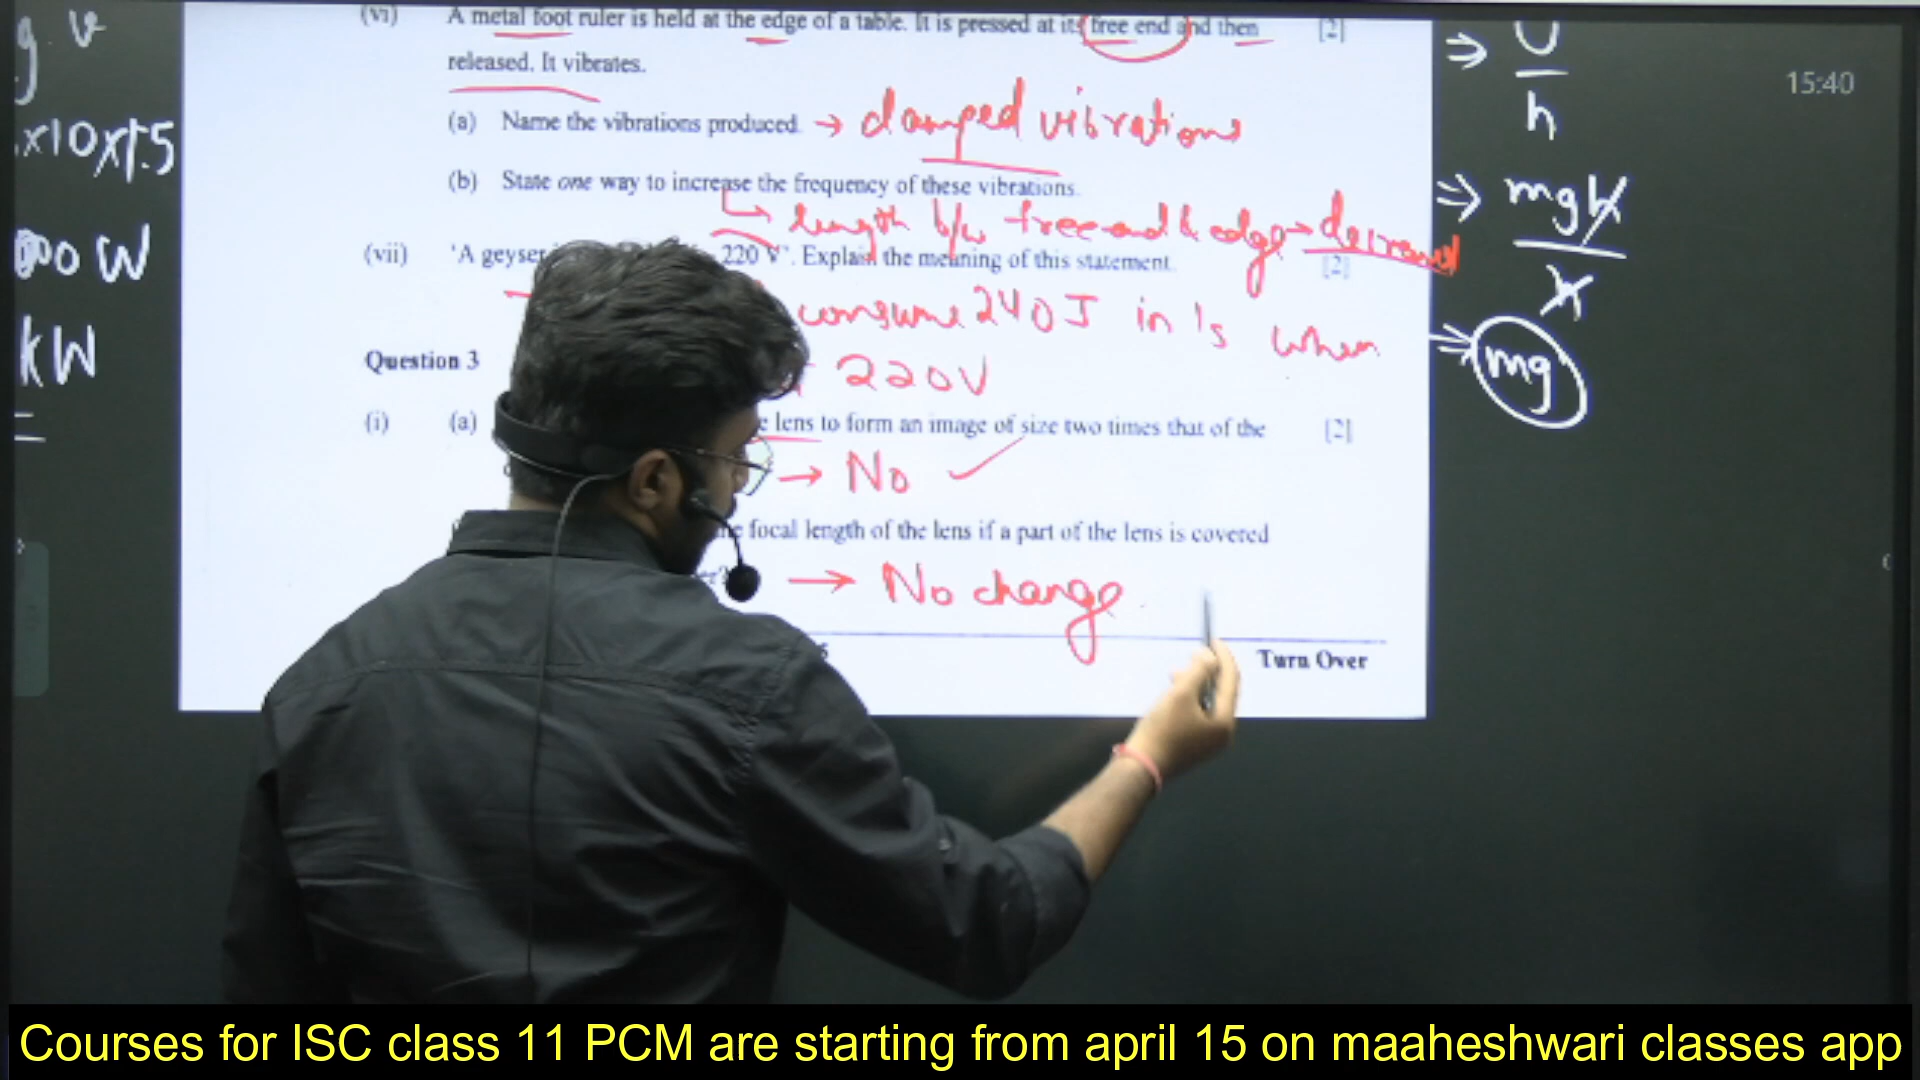 g v
x10x1.5
000 W
kW
=
(vi) A metal foot ruler is held at the edge of a table. It is pressed at its free end and then [2]
released. It vibrates.
(a) Name the vibrations produced. → damped vibrations
(b) State one way to increase the frequency of these vibrations.
length b/w free end & edge → decreased
(vii) 'A geyser 220 V'. Explain the meaning of this statement. [2]
consume 240 J in 1s when
220V
Question 3
(i) (a) lens to form an image of size two times that of the [2]
→ No
focal length of the lens if a part of the lens is covered
→ No change
Turn Over
⇒ U
h
⇒ mgh
h
⇒ mg
15:40
Courses for ISC class 11 PCM are starting from april 15 on maaheshwari classes app